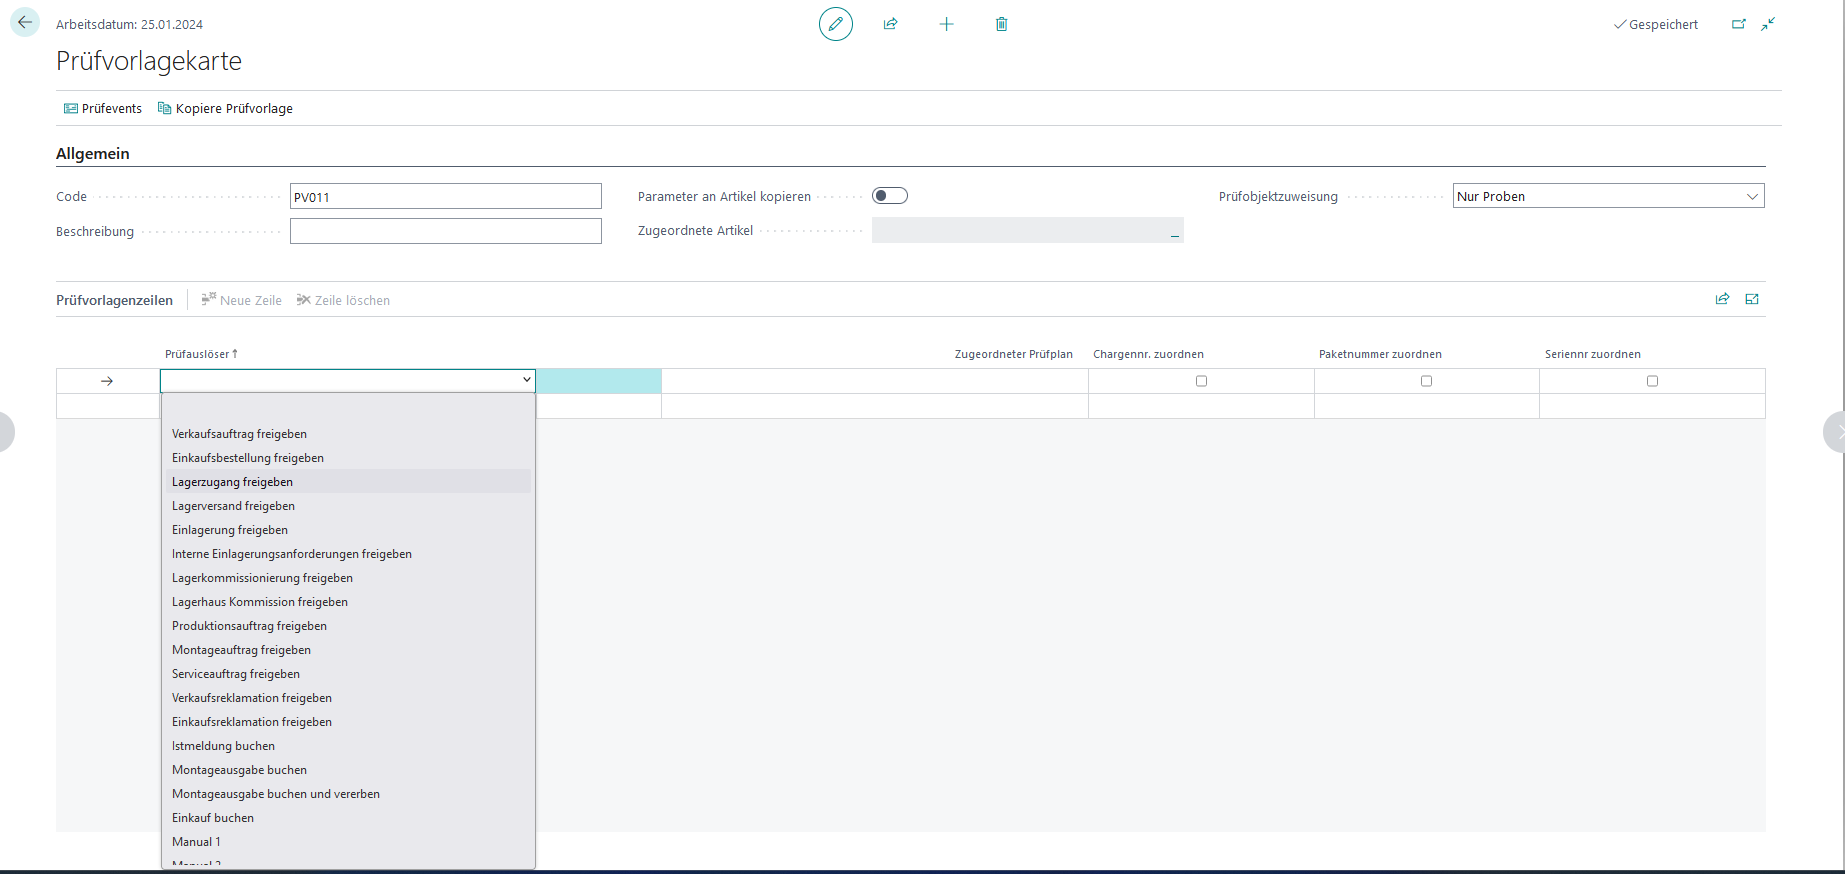 Arbeitsdatum: 25.01.2024
Gespeichert
Prüfvorlagekarte
Prüfevents Kopiere Prüfvorlage
Allgemein
Code PV011 Parameter an Artikel kopieren Prüfobjektzuweisung Nur Proben
Beschreibung Zugeordnete Artikel _
Prüfvorlagenzeilen Neue Zeile Zeile löschen
Prüfauslöser ↑ Zugeordneter Prüfplan Chargennr. zuordnen Paketnummer zuordnen Seriennr zuordnen
Verkaufsauftrag freigeben
Einkaufsbestellung freigeben
Lagerzugang freigeben
Lagerversand freigeben
Einlagerung freigeben
Interne Einlagerungsanforderungen freigeben
Lagerkommissionierung freigeben
Lagerhaus Kommission freigeben
Produktionsauftrag freigeben
Montageauftrag freigeben
Serviceauftrag freigeben
Verkaufsreklamation freigeben
Einkaufsreklamation freigeben
Istmeldung buchen
Montageausgabe buchen
Montageausgabe buchen und vererben
Einkauf buchen
Manual 1
Manual 2